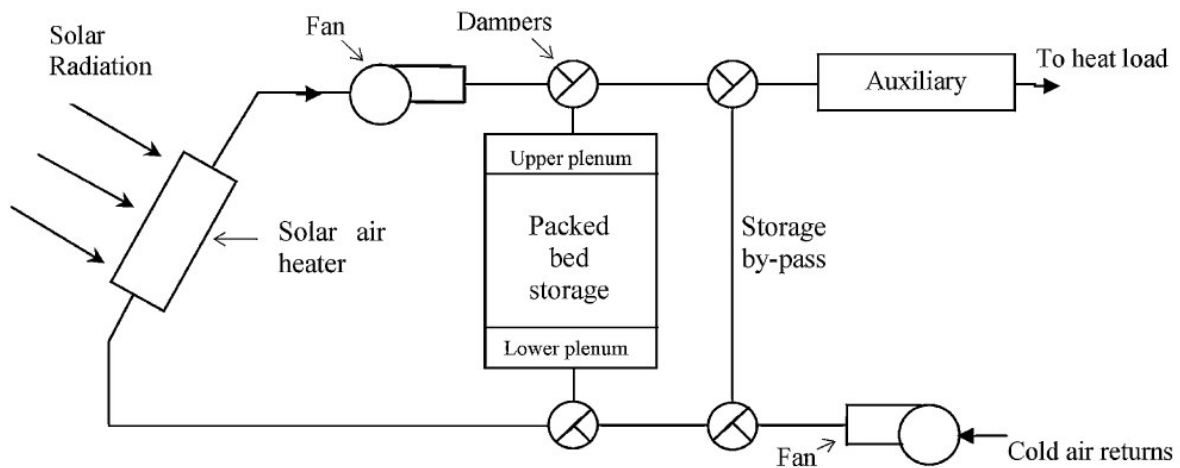 Solar
Radiation
Fan
Dampers
To heat load
Auxiliary
Upper plenum
Solar air
heater
Packed
bed
storage
Storage
by-pass
Lower plenum
Fan
Cold air returns